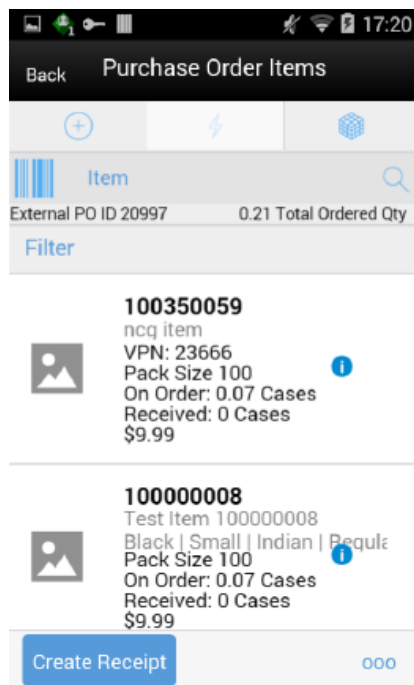 17:20
Back Purchase Order Items
Item
External PO ID 20997 0.21 Total Ordered Qty
Filter
100350059
ncq item
VPN: 23666
Pack Size 100
On Order: 0.07 Cases
Received: 0 Cases
$9.99
100000008
Test Item 100000008
Black | Small | Indian | Regula
Pack Size 100
On Order: 0.07 Cases
Received: 0 Cases
$9.99
Create Receipt